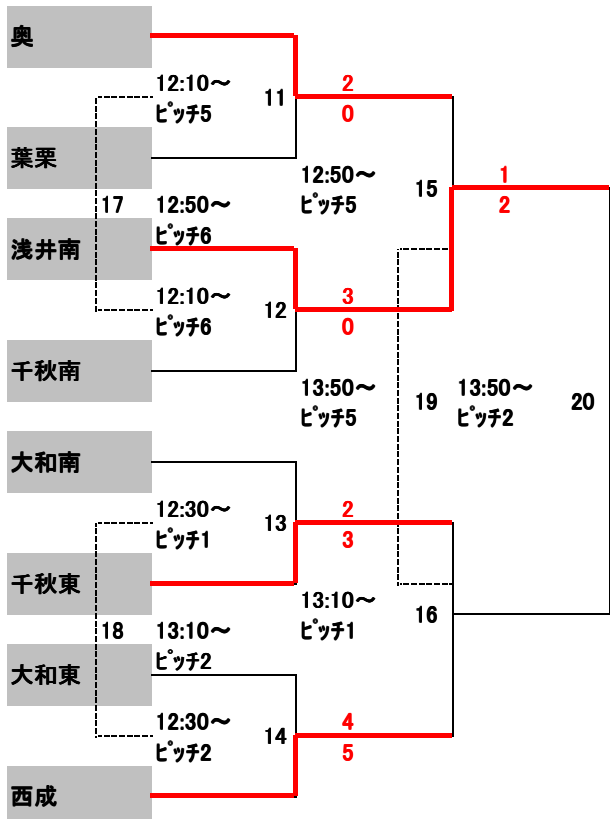 奥
12:10～
ﾋﾟｯﾁ5
11
2
0
葉栗
12:50～
ﾋﾟｯﾁ5
15
1
2
17
12:50～
ﾋﾟｯﾁ6
浅井南
12:10～
ﾋﾟｯﾁ6
12
3
0
千秋南
13:50～
ﾋﾟｯﾁ5
19
13:50～
ﾋﾟｯﾁ2
20
大和南
12:30～
ﾋﾟｯﾁ1
13
2
3
千秋東
13:10～
ﾋﾟｯﾁ1
16
18
13:10～
ﾋﾟｯﾁ2
大和東
12:30～
ﾋﾟｯﾁ2
14
4
5
西成